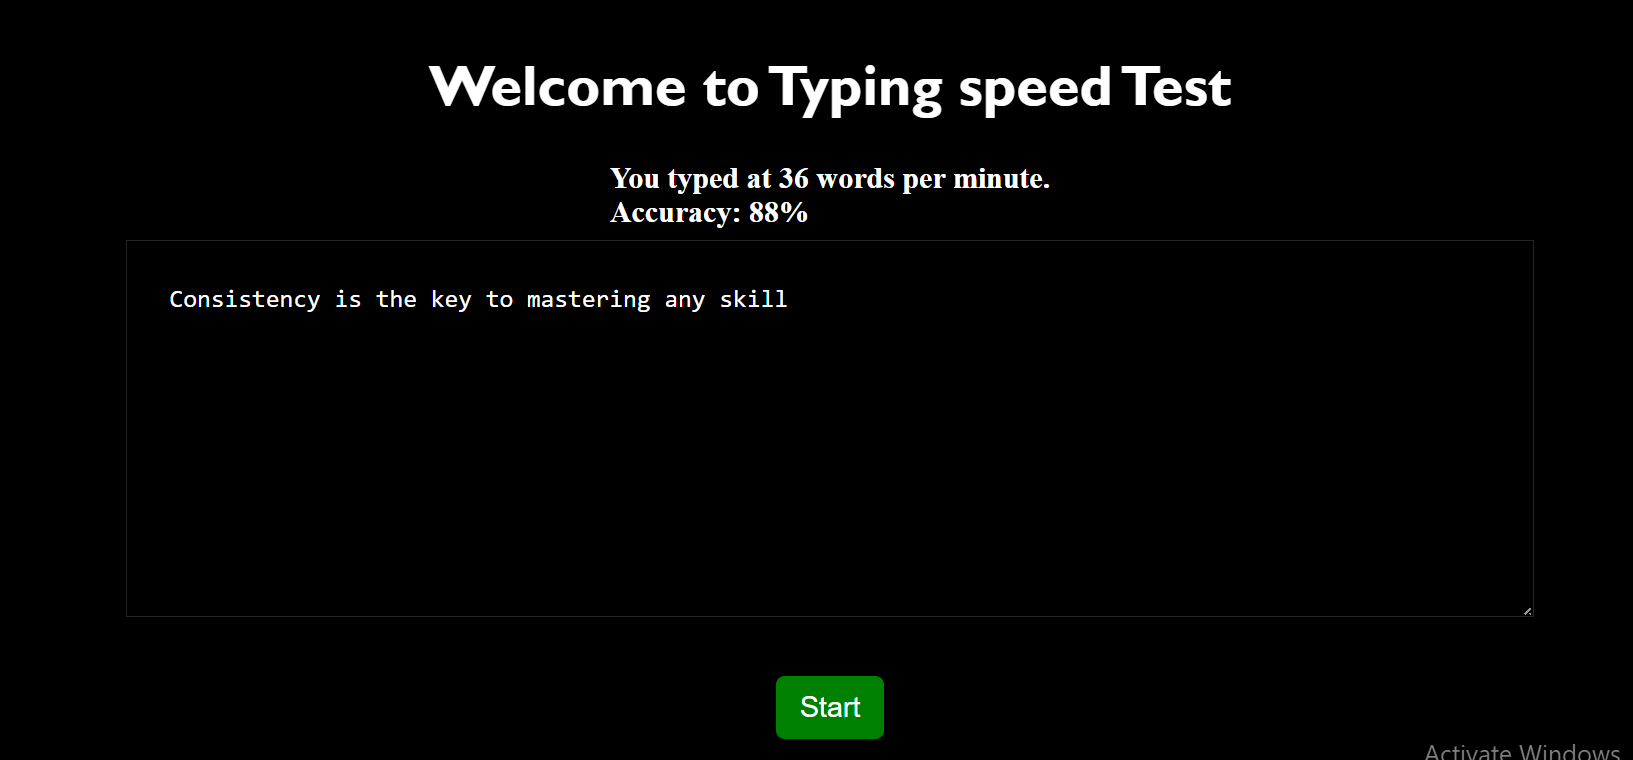 Welcome to Typing speed Test
You typed at 36 words per minute.
Accuracy: 88%
Consistency is the key to mastering any skill
Start
Activate Windows